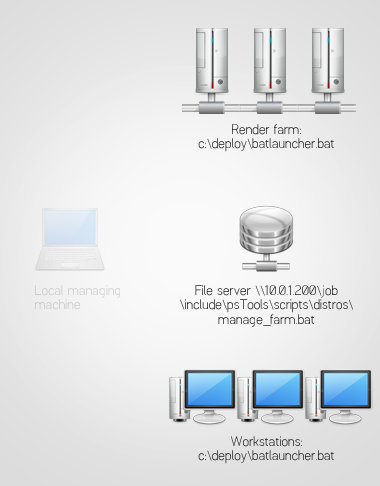 Render farm:
c:\deploy\batlauncher.bat
Local managing
machine
File server \\10.0.1.200\job
\include\psTools\scripts\distros\
manage_farm.bat
Workstations:
c:\deploy\batlauncher.bat